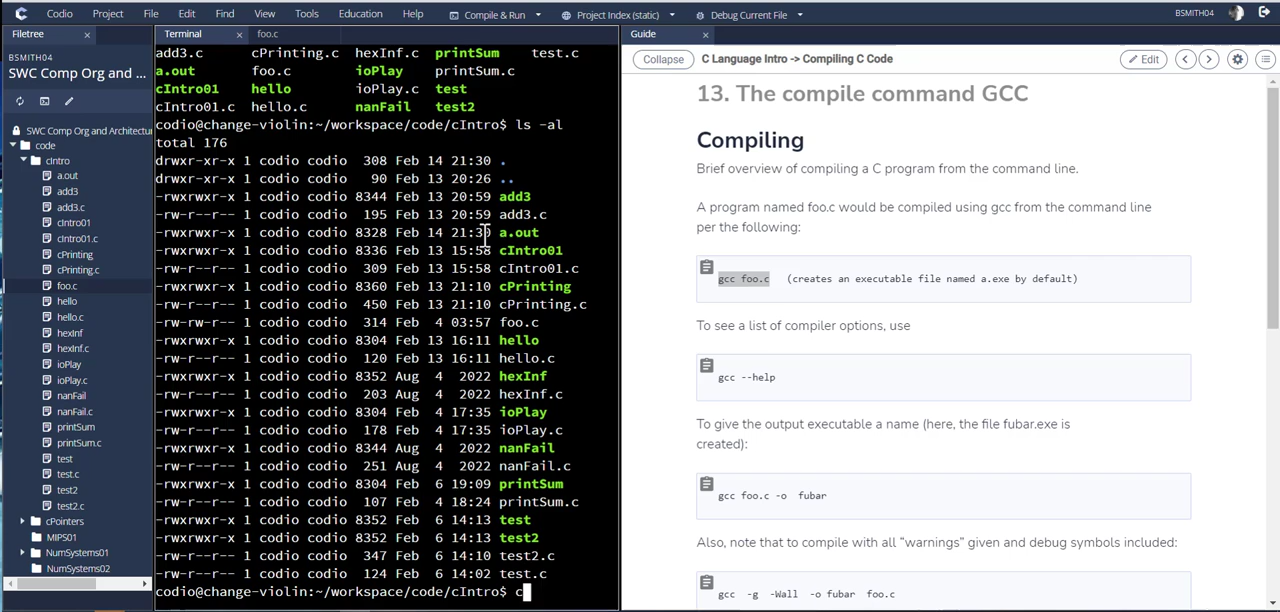 Codio Project File Edit Find View Tools Education Help Compile & Run Project Index (static) Debug Current File BSMITH04
Filetree
BSMITH04
SWC Comp Org and ...
SWC Comp Org and Architectur
code
cIntro
a.out
add3
add3.c
cIntro01
cIntro01.c
cPrinting
cPrinting.c
foo.c
hello
hello.c
hexInf
hexInf.c
ioPlay
ioPlay.c
nanFail
nanFail.c
printSum
printSum.c
test
test.c
test2
test2.c
cPointers
MIPS01
NumSystems01
NumSystems02
Terminal foo.c
add3.c cPrinting.c hexInf.c printSum test.c
a.out foo.c ioPlay printSum.c
cIntro01 hello ioPlay.c test
cIntro01.c hello.c nanFail test2
codio@change-violin:~/workspace/code/cIntro$ ls -al
total 176
drwxr-xr-x 1 codio codio 308 Feb 14 21:30 .
drwxr-xr-x 1 codio codio 90 Feb 13 20:26 ..
-rwxrwxr-x 1 codio codio 8344 Feb 13 20:59 add3
-rw-r--r-- 1 codio codio 195 Feb 13 20:59 add3.c
-rwxrwxr-x 1 codio codio 8328 Feb 14 21:30 a.out
-rwxrwxr-x 1 codio codio 8336 Feb 13 15:58 cIntro01
-rw-r--r-- 1 codio codio 309 Feb 13 15:58 cIntro01.c
-rwxrwxr-x 1 codio codio 8360 Feb 13 21:10 cPrinting
-rw-r--r-- 1 codio codio 450 Feb 13 21:10 cPrinting.c
-rw-rw-r-- 1 codio codio 314 Feb 4 03:57 foo.c
-rwxrwxr-x 1 codio codio 8304 Feb 13 16:11 hello
-rw-r--r-- 1 codio codio 120 Feb 13 16:11 hello.c
-rwxrwxr-x 1 codio codio 8352 Aug 4 2022 hexInf
-rw-r--r-- 1 codio codio 203 Aug 4 2022 hexInf.c
-rwxrwxr-x 1 codio codio 8304 Feb 4 17:35 ioPlay
-rw-r--r-- 1 codio codio 178 Feb 4 17:35 ioPlay.c
-rwxrwxr-x 1 codio codio 8344 Aug 4 2022 nanFail
-rw-r--r-- 1 codio codio 251 Aug 4 2022 nanFail.c
-rwxrwxr-x 1 codio codio 8304 Feb 6 19:09 printSum
-rw-r--r-- 1 codio codio 107 Feb 4 18:24 printSum.c
-rwxrwxr-x 1 codio codio 8352 Feb 6 14:13 test
-rwxrwxr-x 1 codio codio 8352 Feb 6 14:13 test2
-rw-r--r-- 1 codio codio 347 Feb 6 14:10 test2.c
-rw-r--r-- 1 codio codio 124 Feb 6 14:02 test.c
codio@change-violin:~/workspace/code/cIntro$ c
Guide
Collapse C Language Intro -> Compiling C Code Edit
13. The compile command GCC
Compiling
Brief overview of compiling a C program from the command line.
A program named foo.c would be compiled using gcc from the command line
per the following:
gcc foo.c (creates an executable file named a.exe by default)
To see a list of compiler options, use
gcc --help
To give the output executable a name (here, the file fubar.exe is
created):
gcc foo.c -o fubar
Also, note that to compile with all “warnings” given and debug symbols included:
gcc -g -Wall -o fubar foo.c